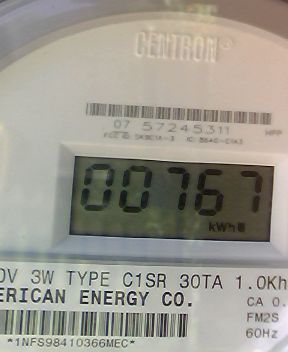 CENTRON®
07 57245311
HPP
00767
kWh
0V 3W TYPE C1SR 30TA 1.0Kh
ERICAN ENERGY CO.
CA 0.
FM2S
60Hz
*1NFS98410366MEC*